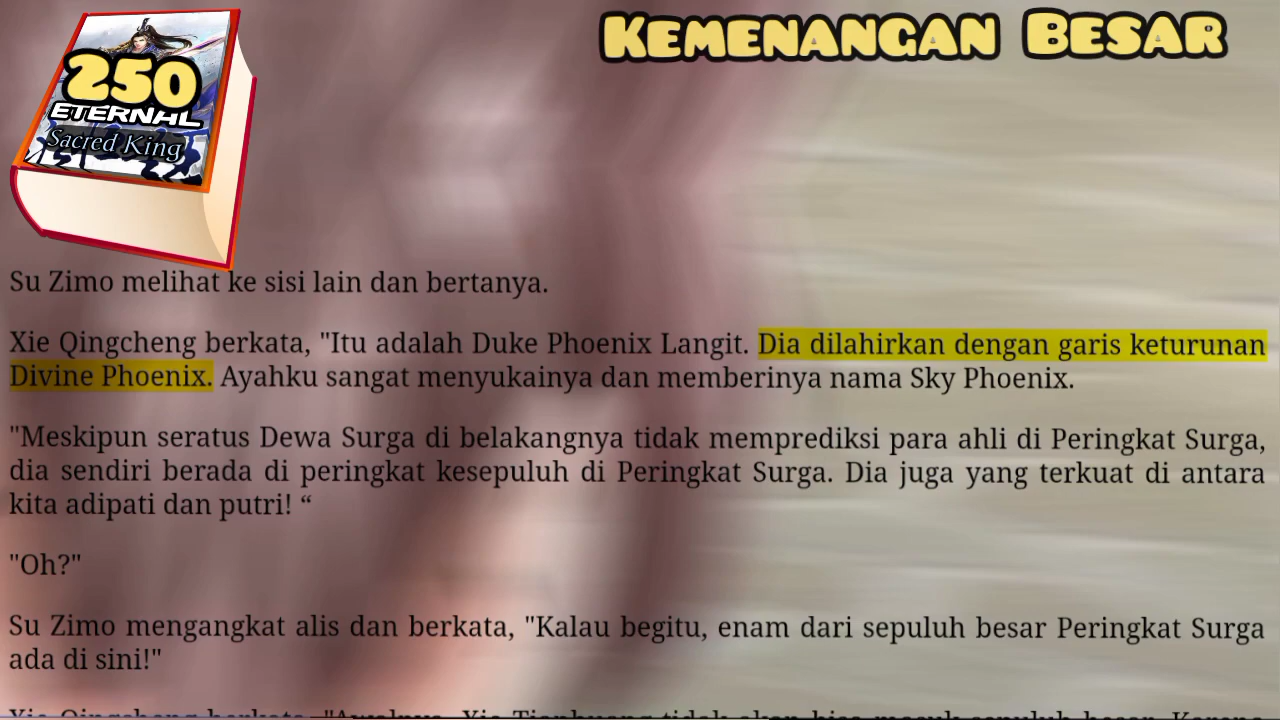 KEMENANGAN BESAR
250
ETERNAL
Sacred King
Su Zimo melihat ke sisi lain dan bertanya.
Xie Qingcheng berkata, "Itu adalah Duke Phoenix Langit. Dia dilahirkan dengan garis keturunan
Divine Phoenix. Ayahku sangat menyukainya dan memberinya nama Sky Phoenix.
"Meskipun seratus Dewa Surga di belakangnya tidak memprediksi para ahli di Peringkat Surga,
dia sendiri berada di peringkat kesepuluh di Peringkat Surga. Dia juga yang terkuat di antara
kita adipati dan putri! “
"Oh?"
Su Zimo mengangkat alis dan berkata, "Kalau begitu, enam dari sepuluh besar Peringkat Surga
ada di sini!"